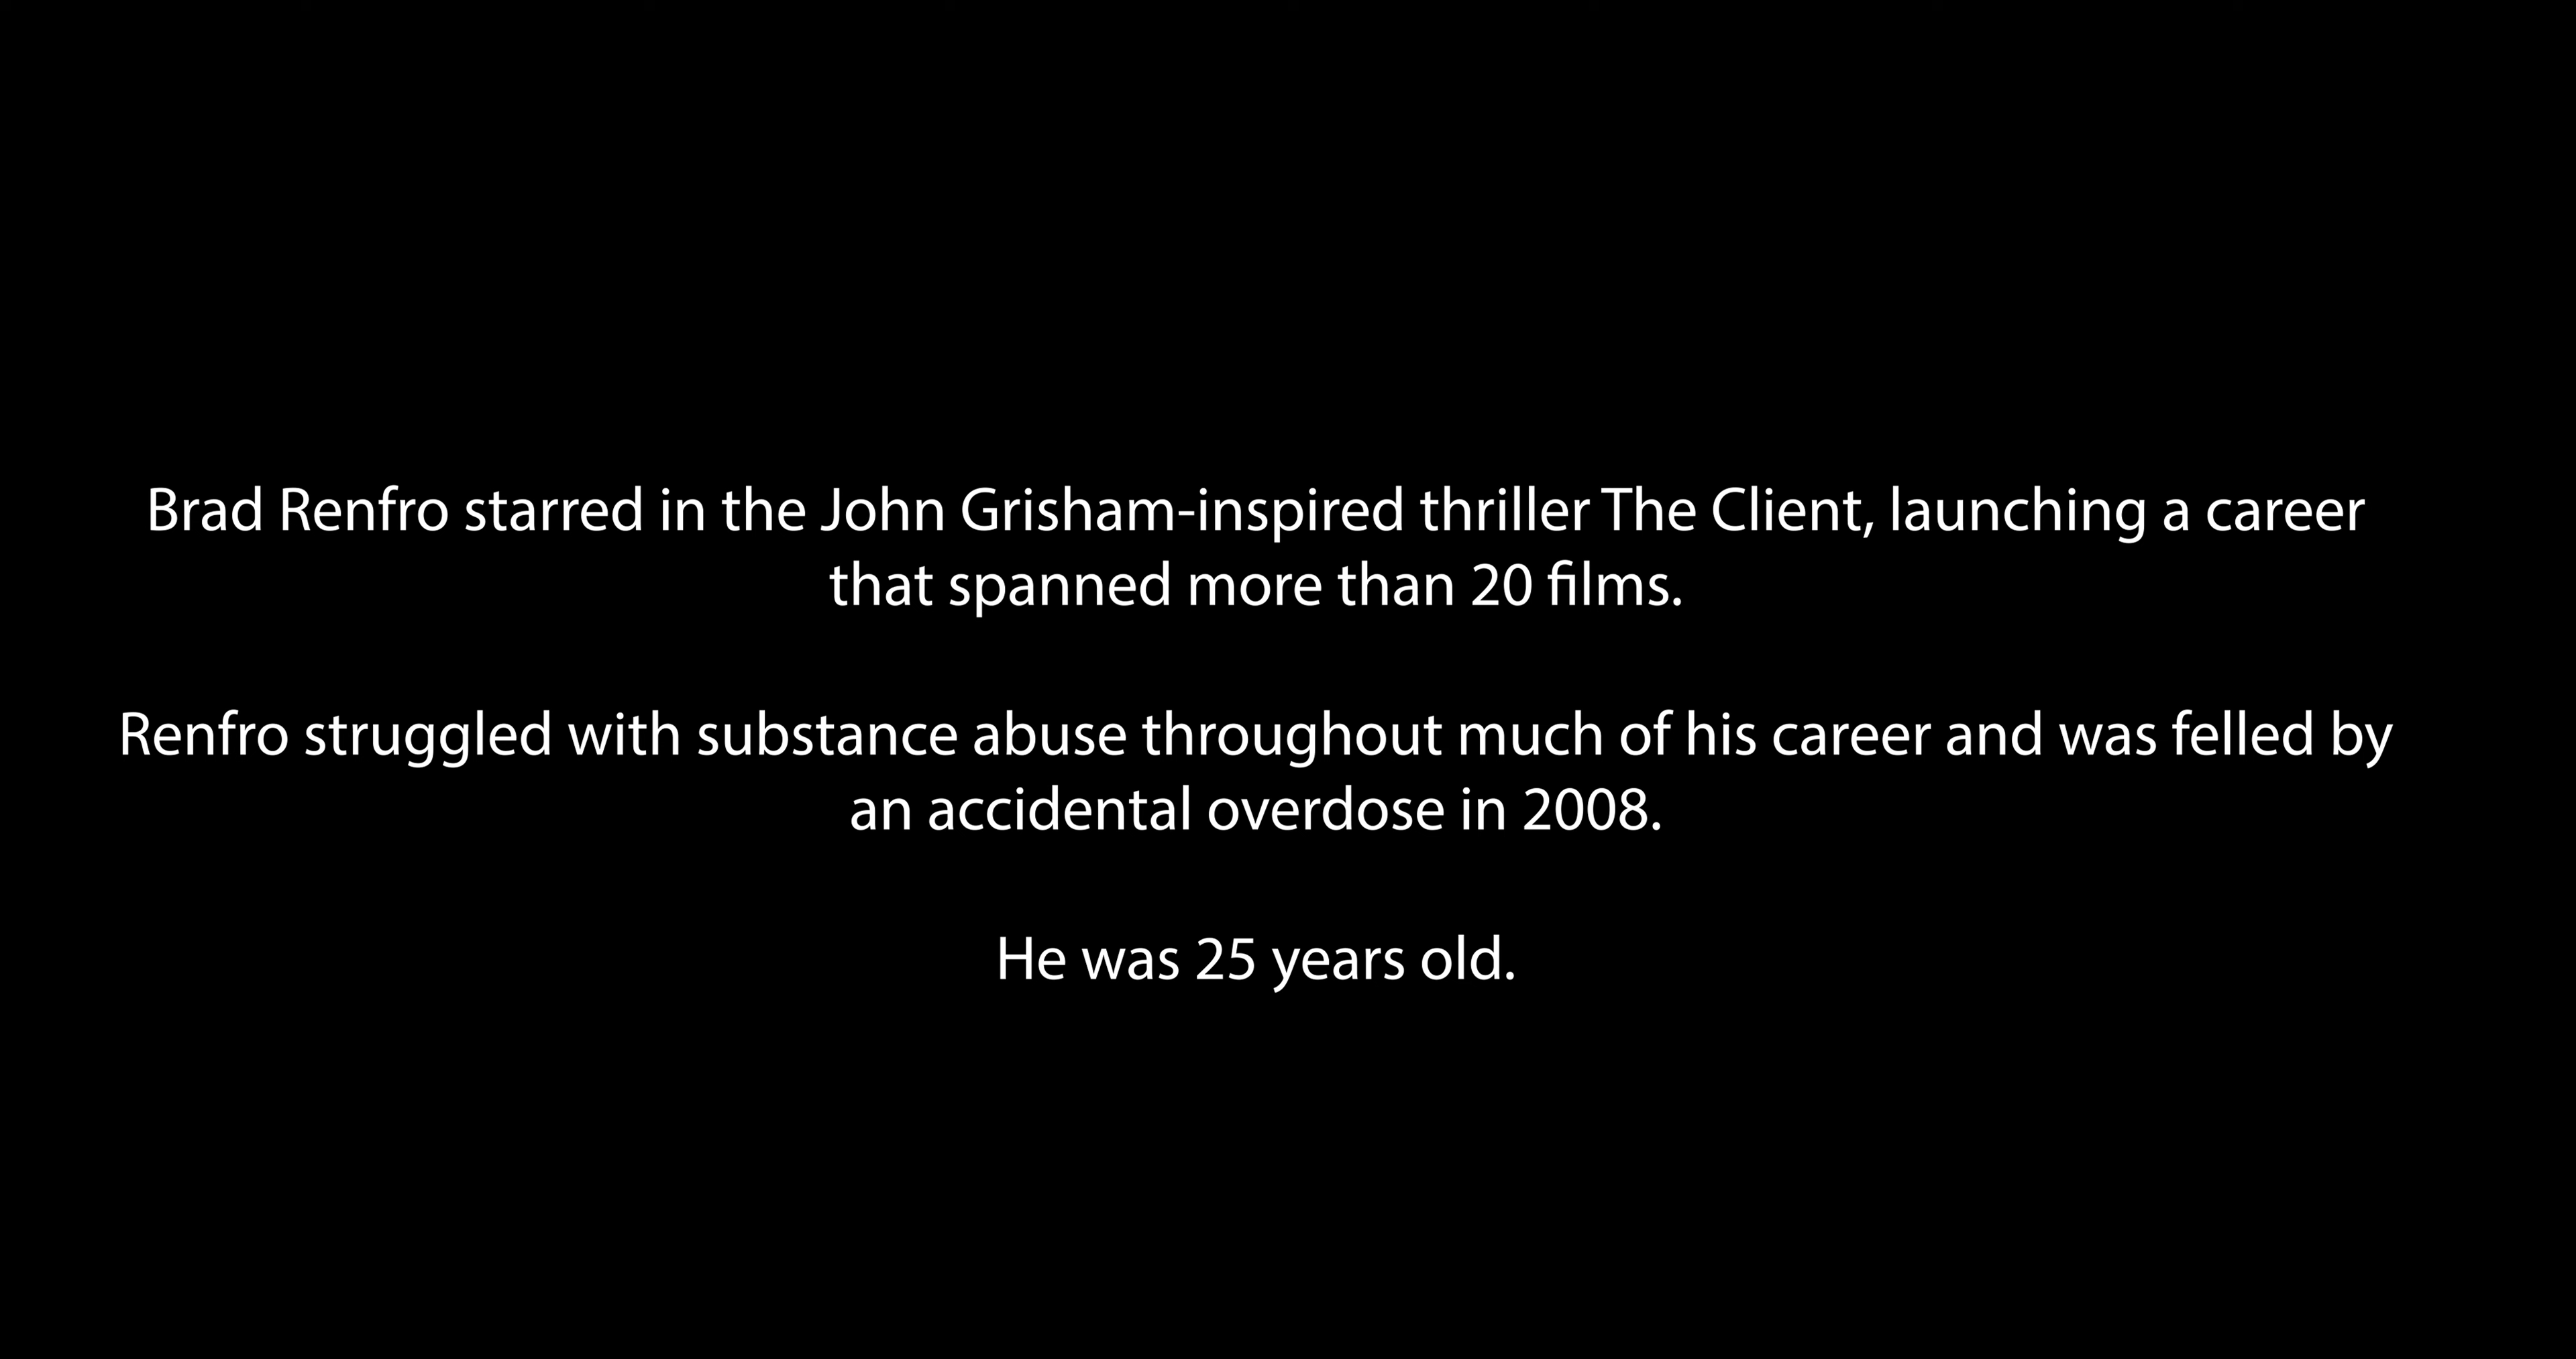 Brad Renfro starred in the John Grisham-inspired thriller The Client, launching a career
that spanned more than 20 films.
Renfro struggled with substance abuse throughout much of his career and was felled by
an accidental overdose in 2008.
He was 25 years old.